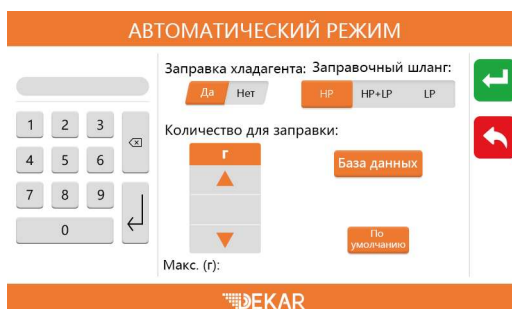 АВТОМАТИЧЕСКИЙ РЕЖИМ
Заправка хладагента: Заправочный шланг:
Да Нет HP HP+LP LP
1 2 3
Количество для заправки:
4 5 6
г
База данных
7 8 9
0
По
умолчанию
Макс. (г):
DEKAR